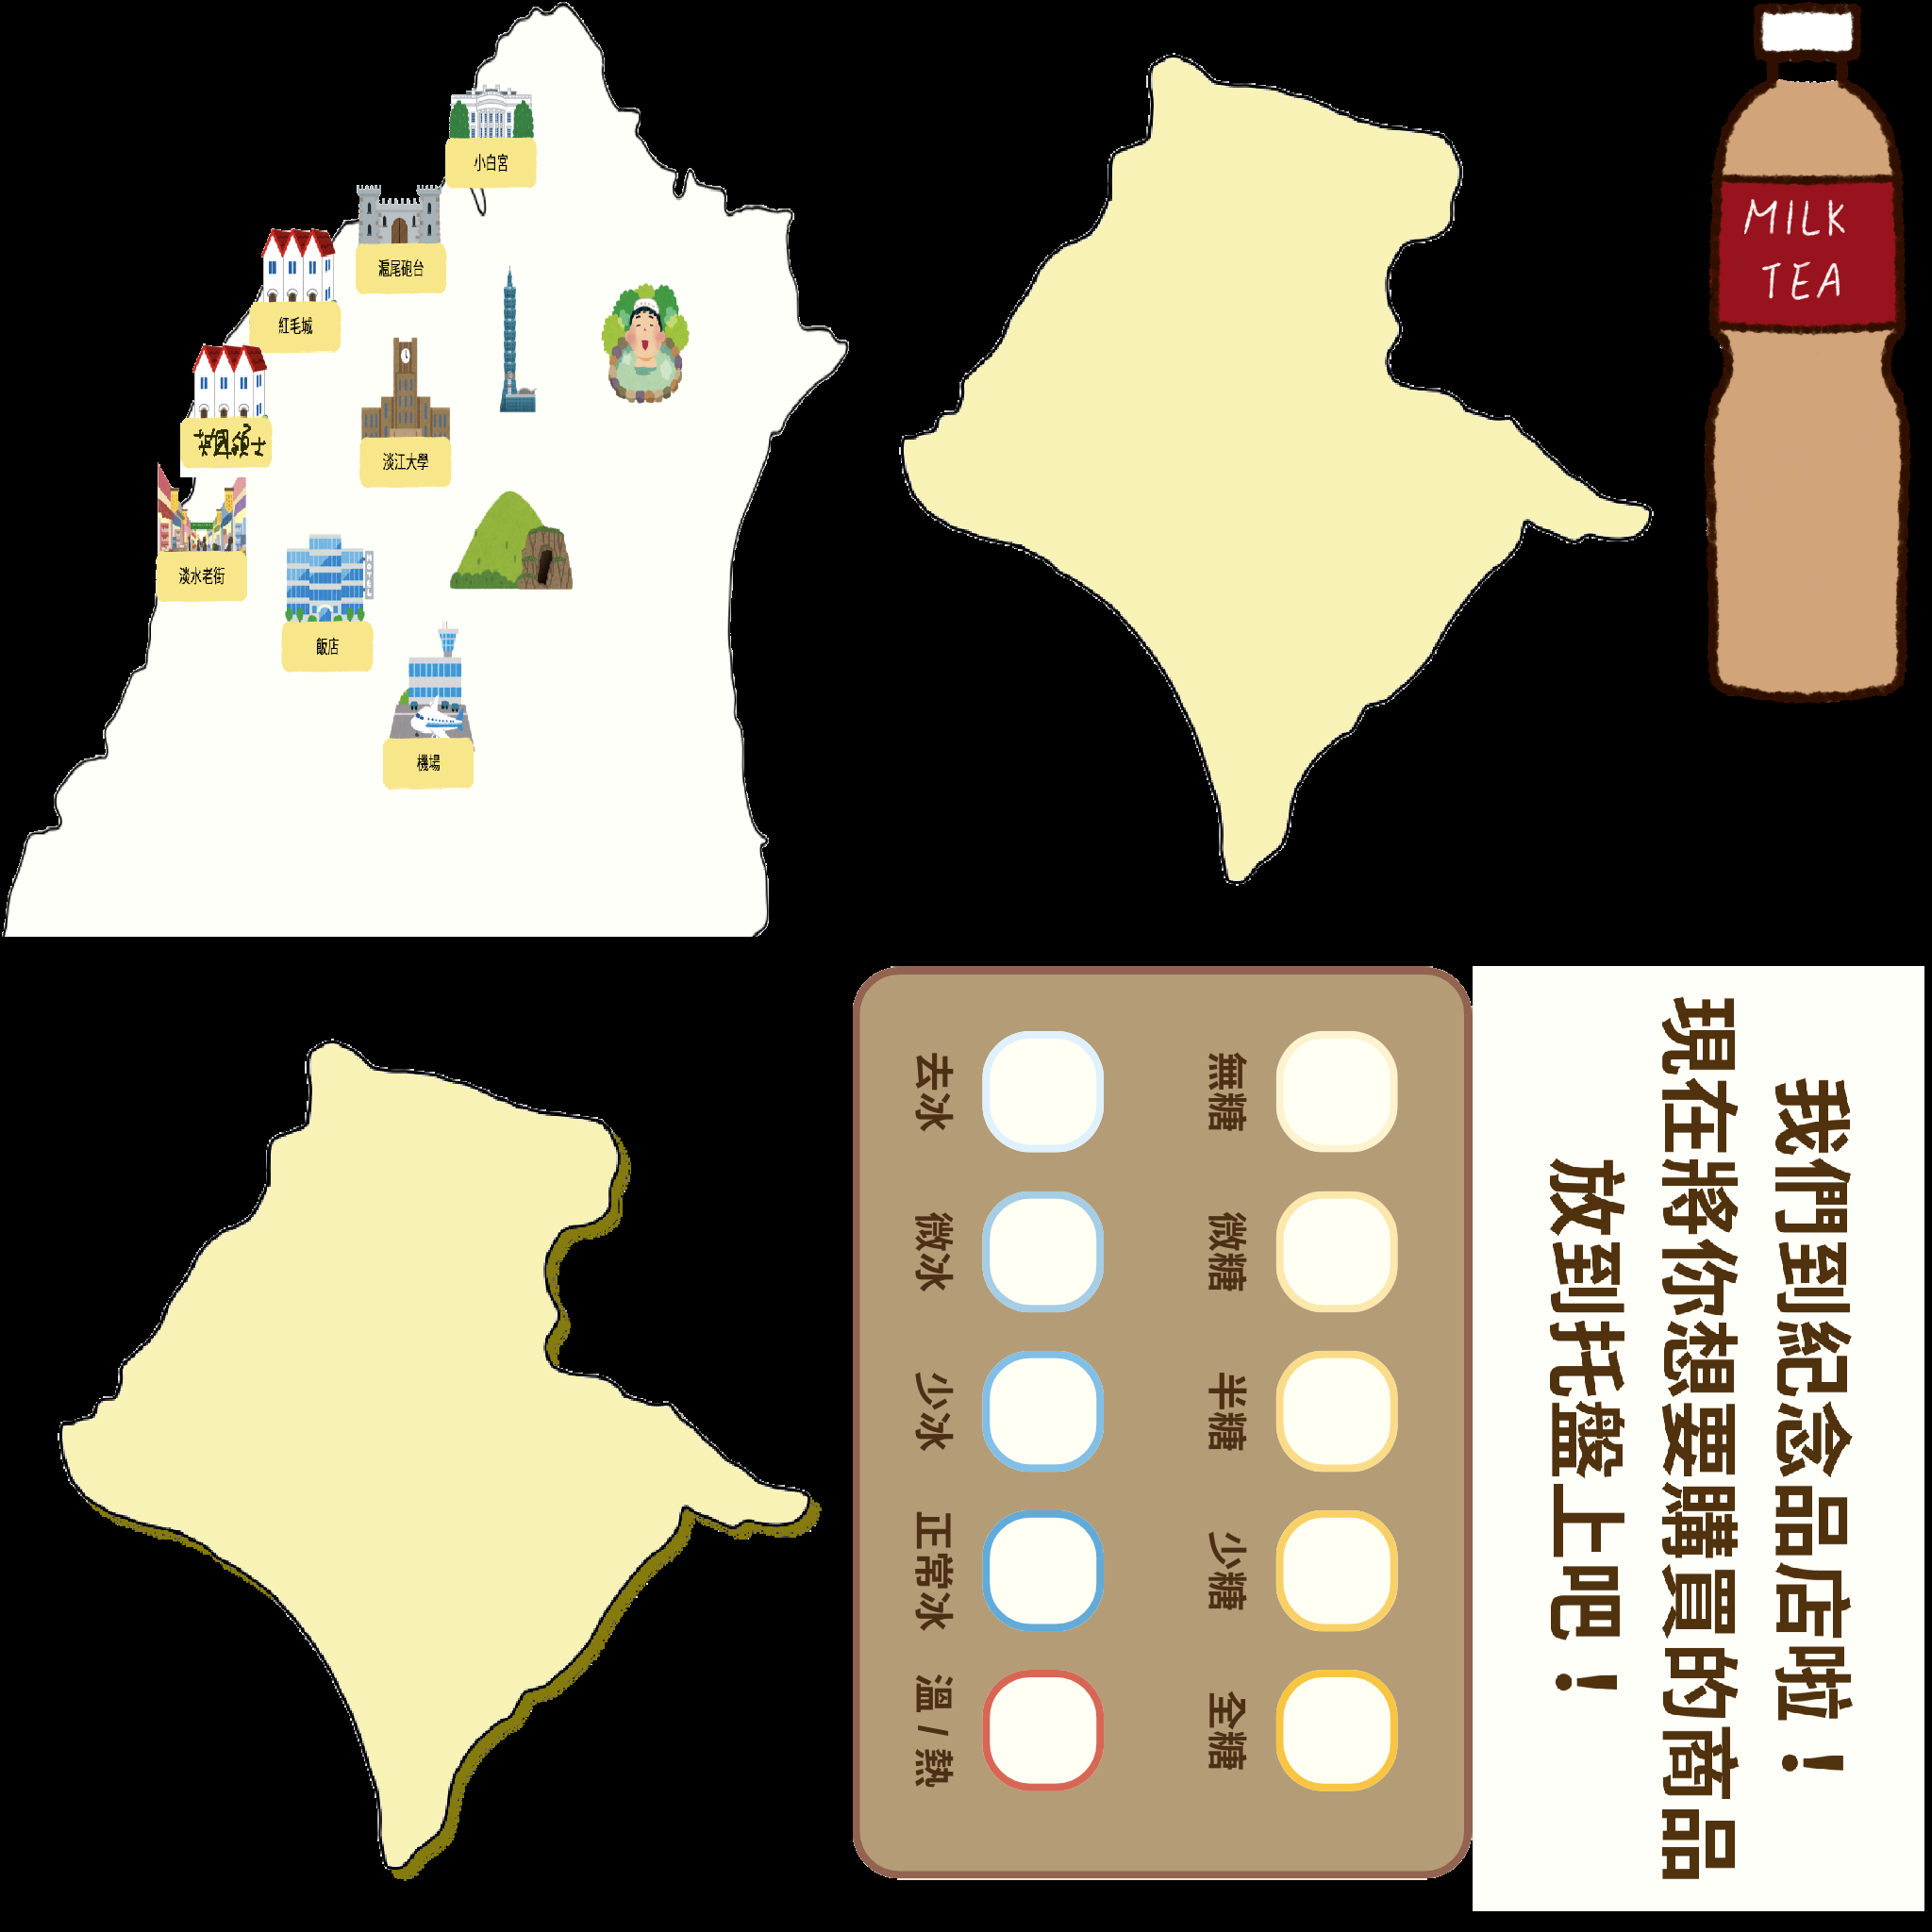 小白宮
滬尾砲台
紅毛城
英國領士
淡江大學
淡水老街
飯店
HOTEL
機場
MILK
TEA
無糖
微糖
半糖
少糖
全糖
去冰
微冰
少冰
正常冰
溫/熱
我們到紀念品店啦！
現在將你想要購買的商品
放到托盤上吧！